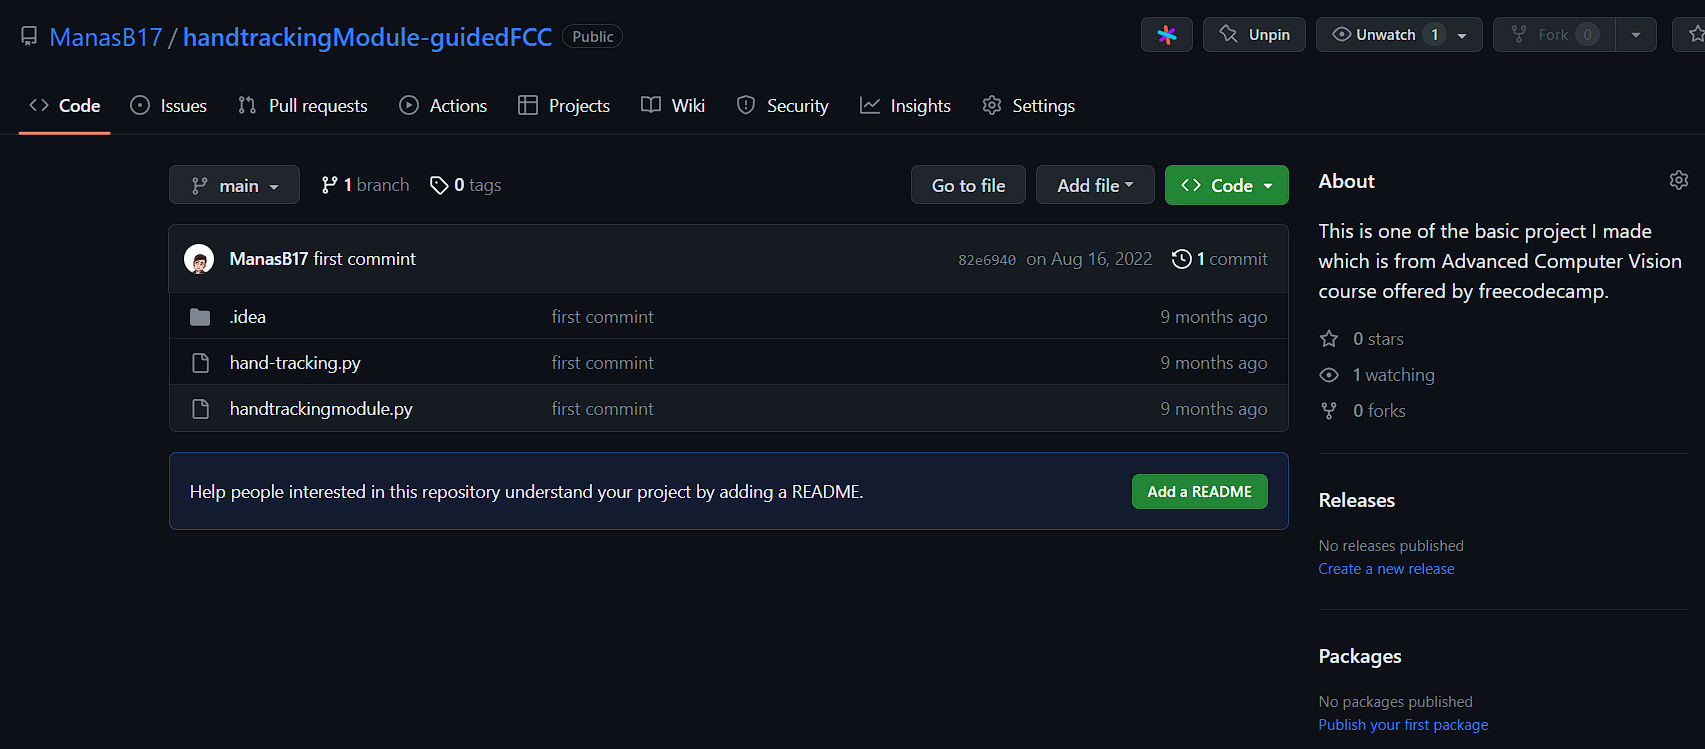 ManasB17 / handtrackingModule-guidedFCC Public
Unpin
Unwatch 1
Fork 0
Code Issues Pull requests Actions Projects Wiki Security Insights Settings
main 1 branch 0 tags
Go to file Add file Code
ManasB17 first commint 82e6940 on Aug 16, 2022 1 commit
.idea first commint 9 months ago
hand-tracking.py first commint 9 months ago
handtrackingmodule.py first commint 9 months ago
Help people interested in this repository understand your project by adding a README. Add a README
About
This is one of the basic project I made
which is from Advanced Computer Vision
course offered by freecodecamp.
0 stars
1 watching
0 forks
Releases
No releases published
Create a new release
Packages
No packages published
Publish your first package